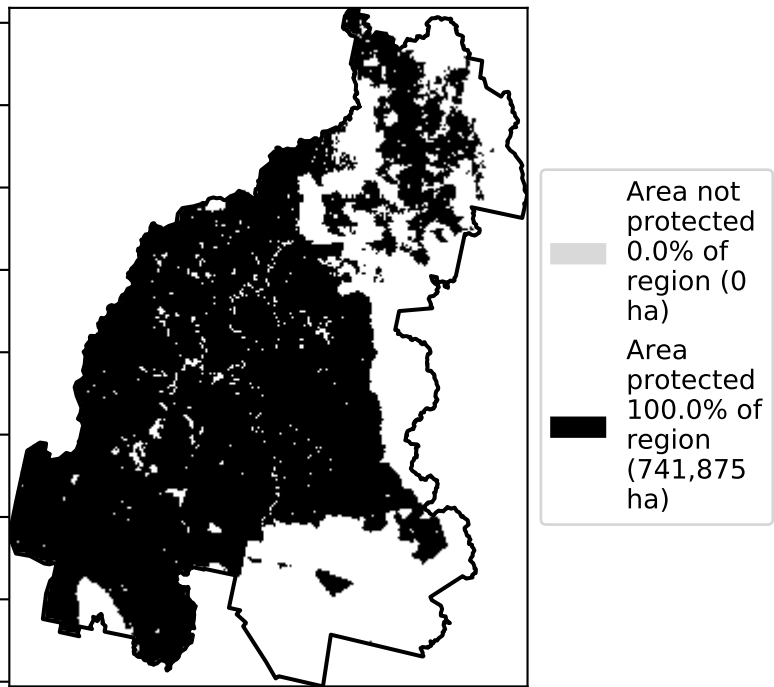 Area not
protected
0.0% of
region (0
ha)
Area
protected
100.0% of
region
(741,875
ha)